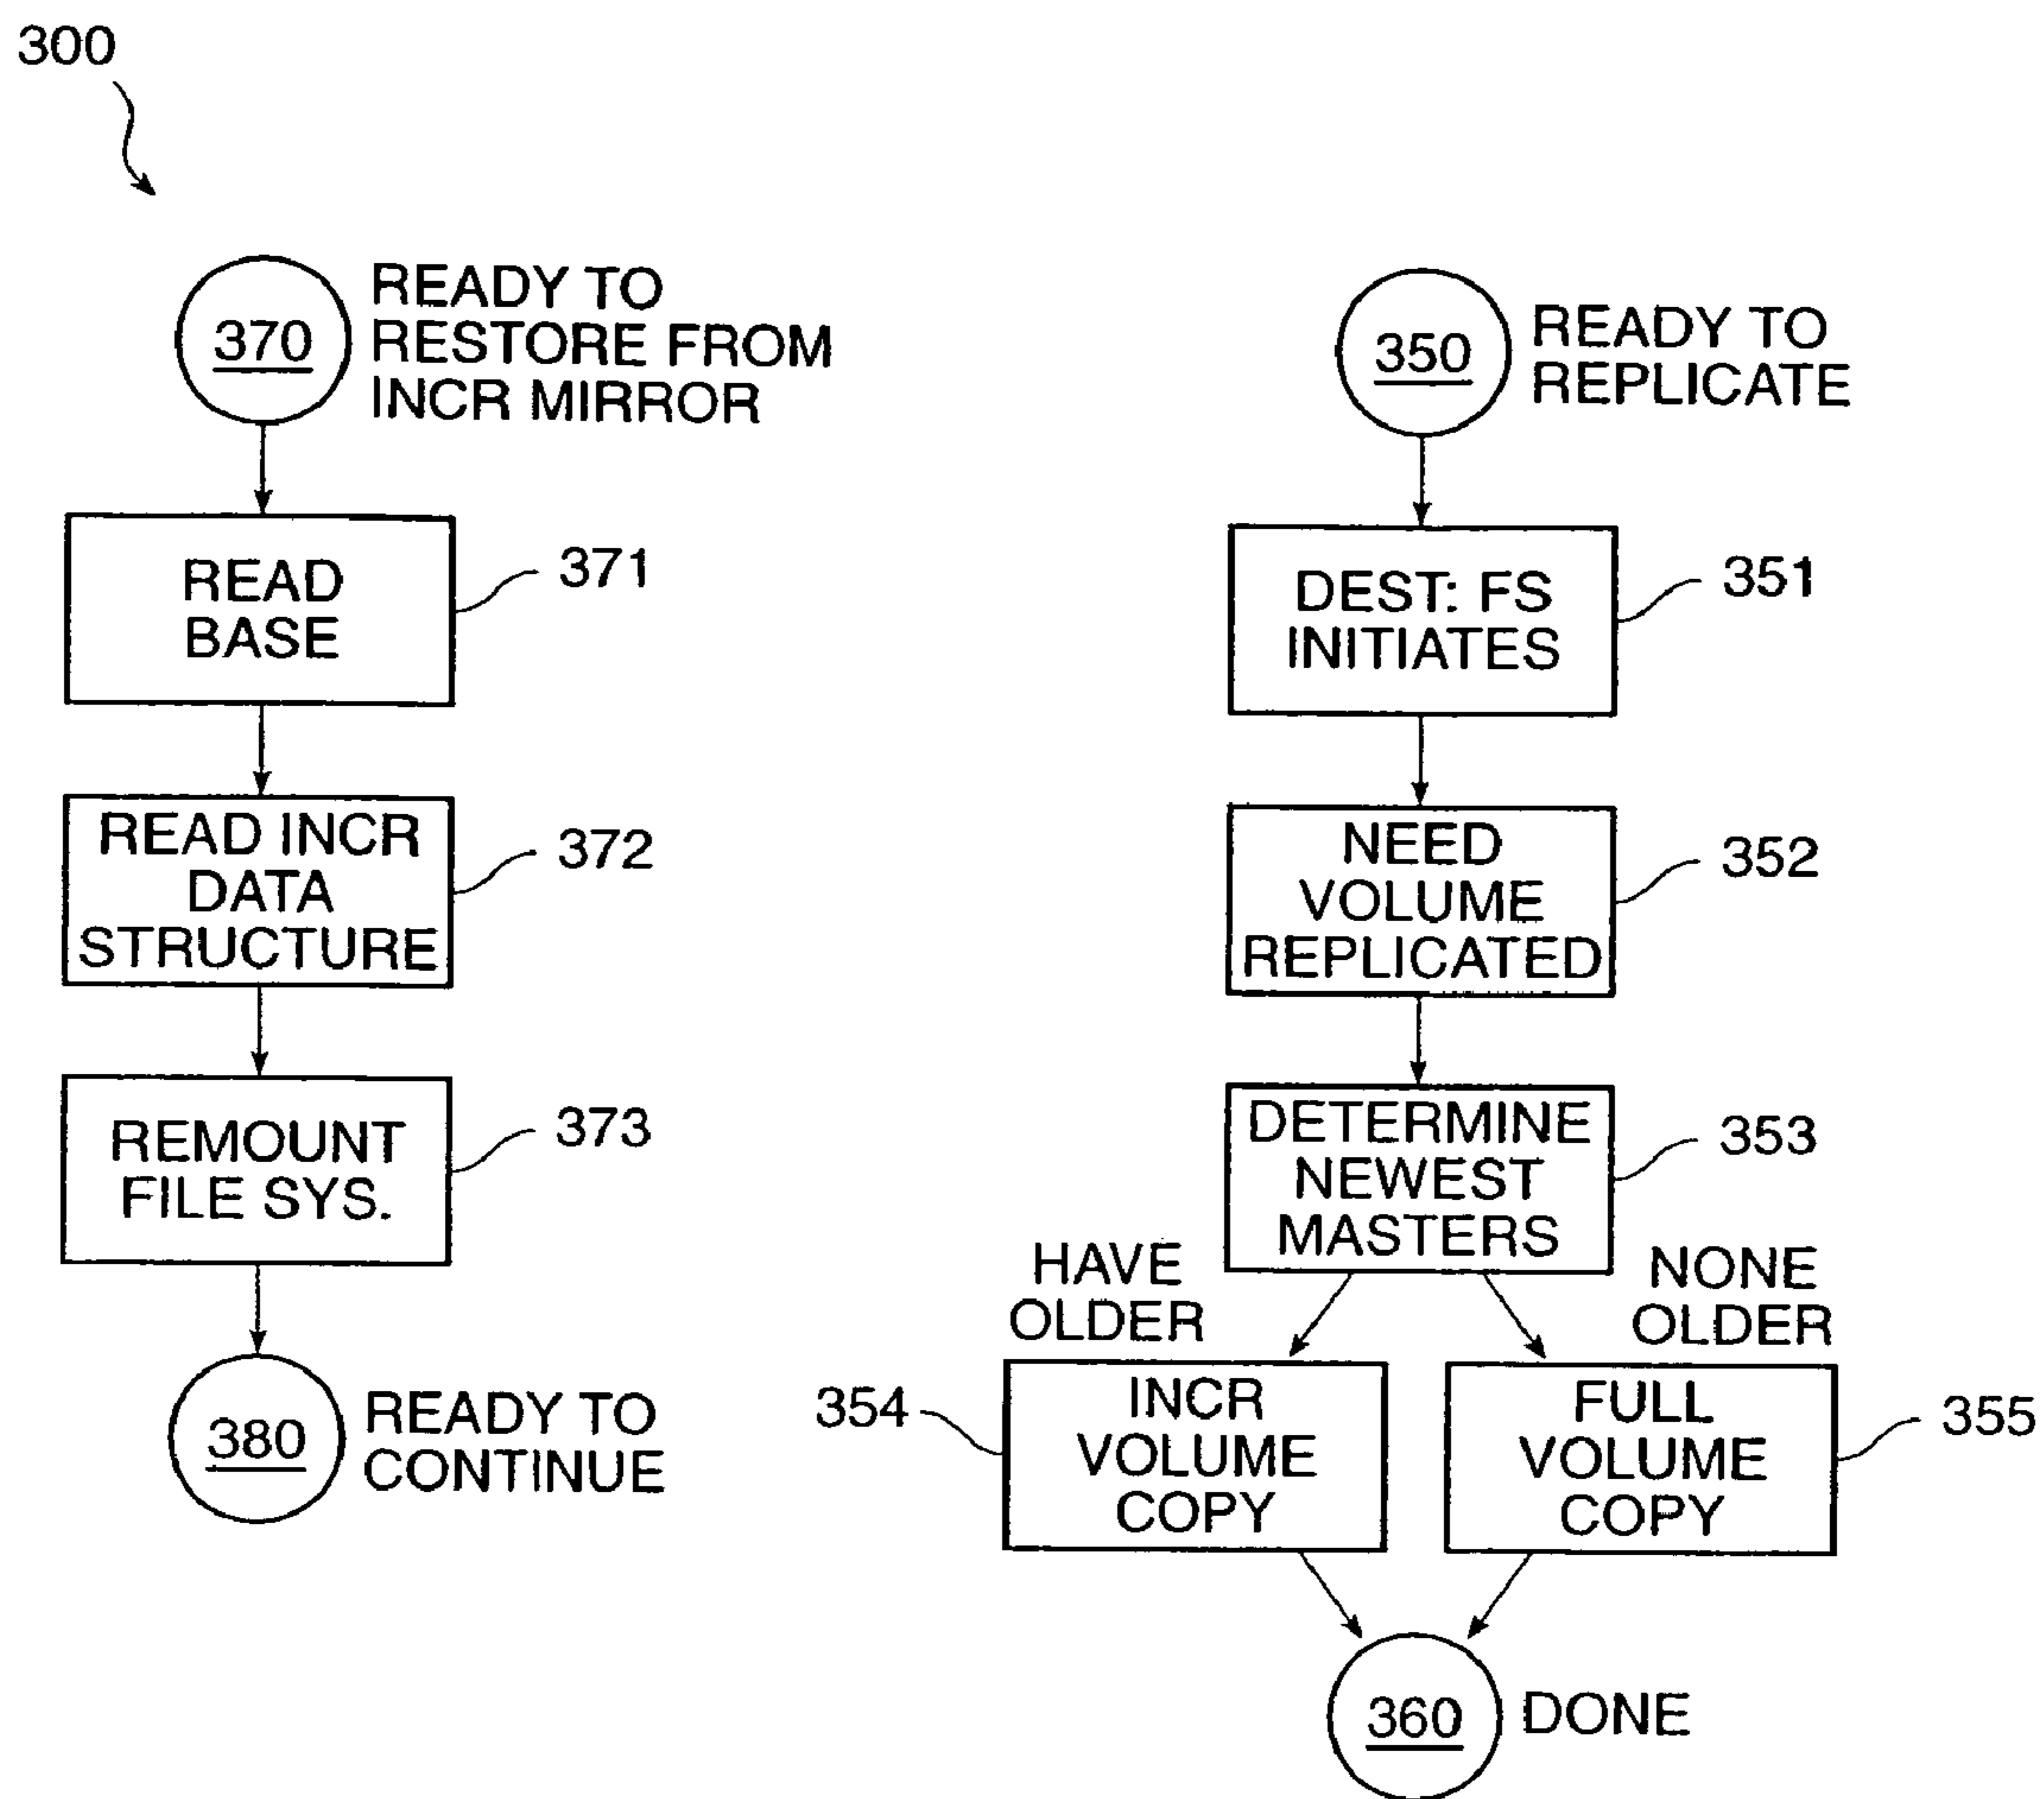 300
370
READY TO
RESTORE FROM
INCR MIRROR
READ
BASE
371
READ INCR
DATA
STRUCTURE
372
REMOUNT
FILE SYS.
373
380
READY TO
CONTINUE
350
READY TO
REPLICATE
DEST: FS
INITIATES
351
NEED
VOLUME
REPLICATED
352
DETERMINE
NEWEST
MASTERS
353
HAVE
OLDER
NONE
OLDER
354
INCR
VOLUME
COPY
FULL
VOLUME
COPY
355
360
DONE